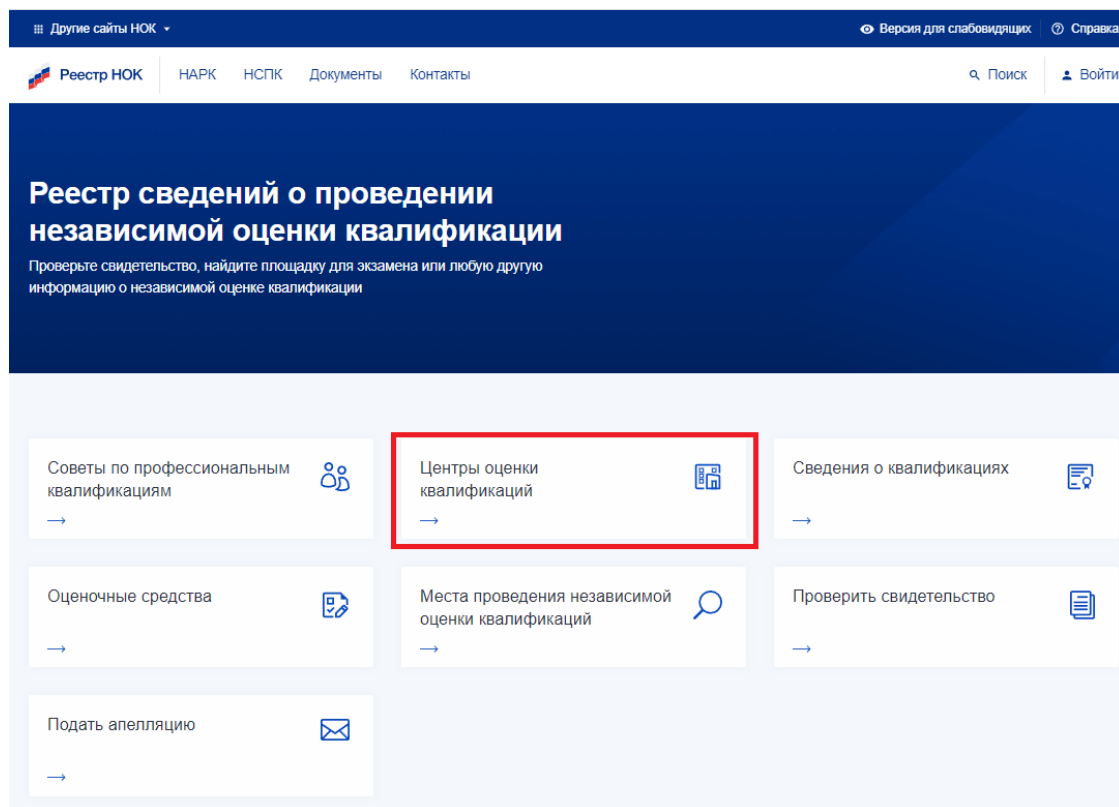 Другие сайты НОК
Версия для слабовидящих
Справка
Реестр НОК
НАРК
НСПК
Документы
Контакты
Поиск
Войти
Реестр сведений о проведении
независимой оценки квалификации
Проверьте свидетельство, найдите площадку для экзамена или любую другую
информацию о независимой оценке квалификации
Советы по профессиональным
квалификациям
Центры оценки
квалификаций
Сведения о квалификациях
Оценочные средства
Места проведения независимой
оценки квалификаций
Проверить свидетельство
Подать апелляцию